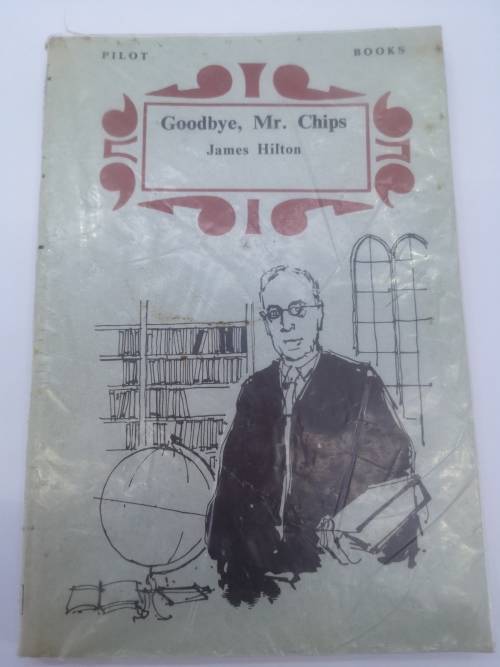 PILOT BOOKS
Goodbye, Mr. Chips
James Hilton